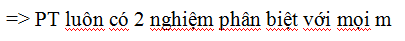 => PT luôn có 2 nghiệm phân biệt với mọi m